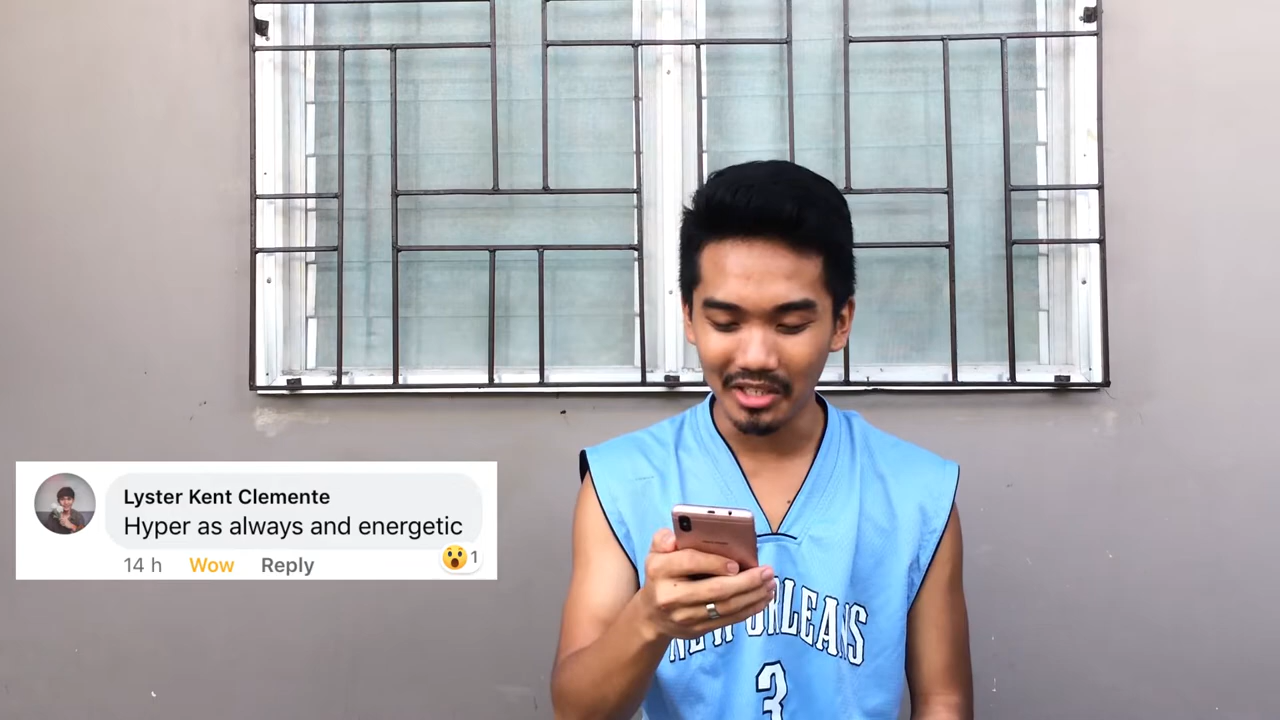 Lyster Kent Clemente
Hyper as always and energetic
14 h Wow Reply
1
NEW ORLEANS
3